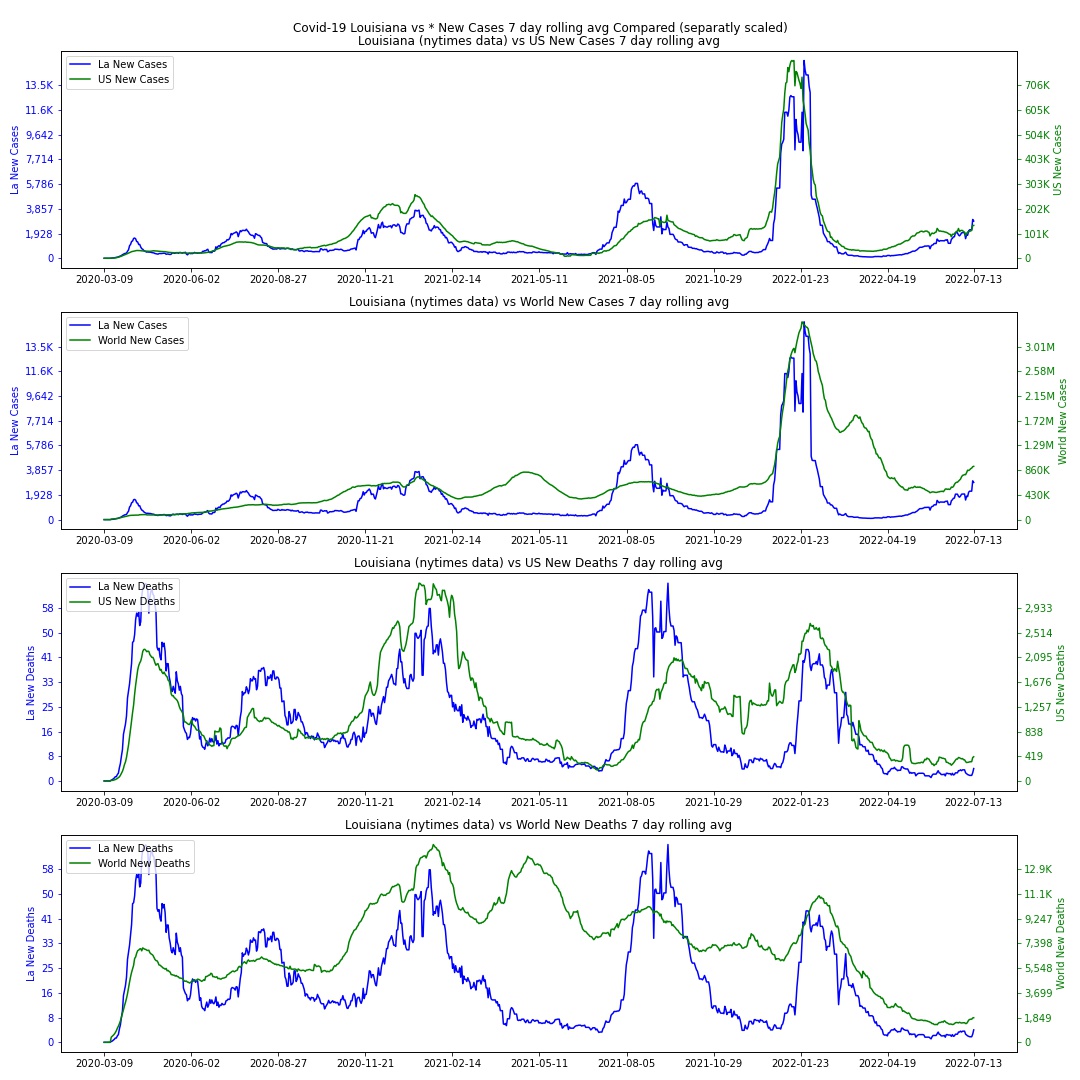 Covid-19 Louisiana vs * New Cases 7 day rolling avg Compared (separatly scaled)
Louisiana (nytimes data) vs US New Cases 7 day rolling avg
La New Cases
US New Cases
13.5K
11.6K
9,642
7,714
5,786
3,857
1,928
0
La New Cases
706K
605K
504K
403K
303K
202K
101K
0
US New Cases
2020-03-09 2020-06-02 2020-08-27 2020-11-21 2021-02-14 2021-05-11 2021-08-05 2021-10-29 2022-01-23 2022-04-19 2022-07-13
Louisiana (nytimes data) vs World New Cases 7 day rolling avg
La New Cases
World New Cases
13.5K
11.6K
9,642
7,714
5,786
3,857
1,928
0
La New Cases
3.01M
2.58M
2.15M
1.72M
1.29M
860K
430K
0
World New Cases
2020-03-09 2020-06-02 2020-08-27 2020-11-21 2021-02-14 2021-05-11 2021-08-05 2021-10-29 2022-01-23 2022-04-19 2022-07-13
Louisiana (nytimes data) vs US New Deaths 7 day rolling avg
La New Deaths
US New Deaths
58
50
41
33
25
16
8
0
La New Deaths
2,933
2,514
2,095
1,676
1,257
838
419
0
US New Deaths
2020-03-09 2020-06-02 2020-08-27 2020-11-21 2021-02-14 2021-05-11 2021-08-05 2021-10-29 2022-01-23 2022-04-19 2022-07-13
Louisiana (nytimes data) vs World New Deaths 7 day rolling avg
La New Deaths
World New Deaths
58
50
41
33
25
16
8
0
La New Deaths
12.9K
11.1K
9,247
7,398
5,548
3,699
1,849
0
World New Deaths
2020-03-09 2020-06-02 2020-08-27 2020-11-21 2021-02-14 2021-05-11 2021-08-05 2021-10-29 2022-01-23 2022-04-19 2022-07-13